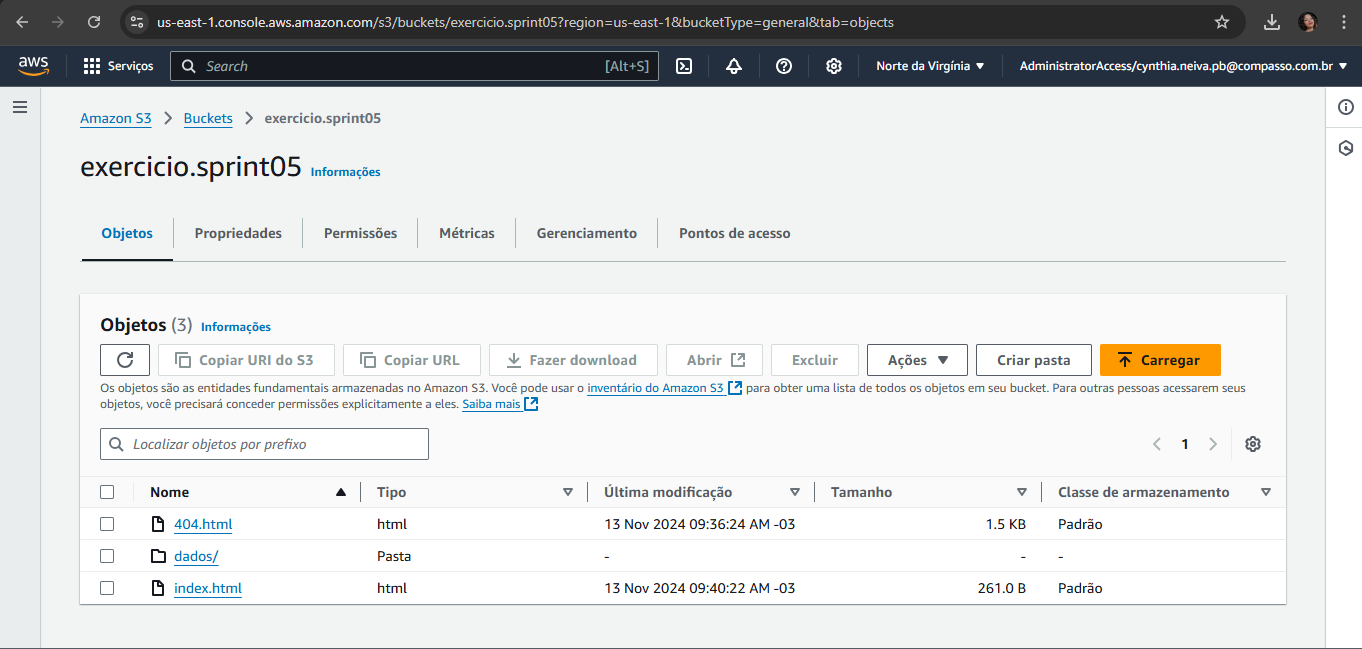 us-east-1.console.aws.amazon.com/s3/buckets/exercicio.sprint05?region=us-east-1&bucketType=general&tab=objects
aws Serviços Search [Alt+S] Norte da Virgínia AdministratorAccess/cynthia.neiva.pb@compasso.com.br
Amazon S3 > Buckets > exercicio.sprint05
exercicio.sprint05 Informações
Objetos Propriedades Permissões Métricas Gerenciamento Pontos de acesso
Objetos (3) Informações
Copiar URI do S3 Copiar URL Fazer download Abrir Excluir Ações Criar pasta Carregar
Os objetos são as entidades fundamentais armazenadas no Amazon S3. Você pode usar o inventário do Amazon S3 para obter uma lista de todos os objetos em seu bucket. Para outras pessoas acessarem seus
objetos, você precisará conceder permissões explicitamente a eles. Saiba mais
Localizar objetos por prefixo 1
Nome Tipo Última modificação Tamanho Classe de armazenamento
404.html html 13 Nov 2024 09:36:24 AM -03 1.5 KB Padrão
dados/ Pasta - - -
index.html html 13 Nov 2024 09:40:22 AM -03 261.0 B Padrão